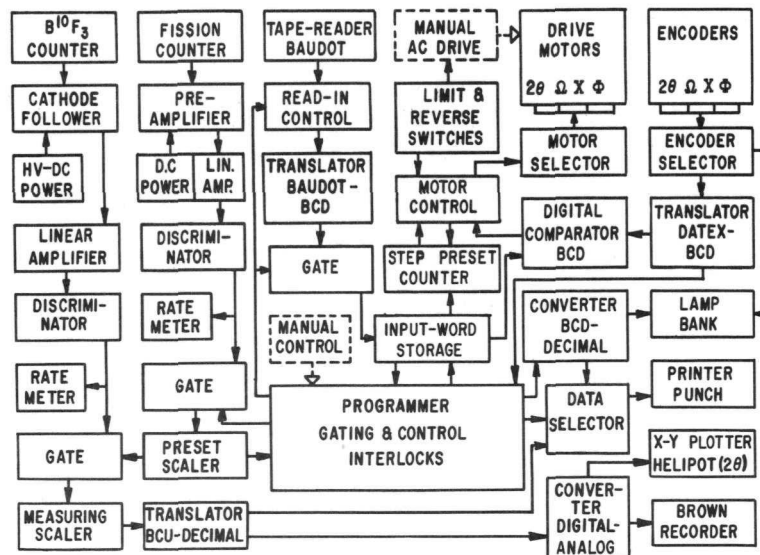 B¹⁰F₃
COUNTER
CATHODE
FOLLOWER
HV-DC
POWER
LINEAR
AMPLIFIER
DISCRIMI-
NATOR
RATE
METER
GATE
MEASURING
SCALER
FISSION
COUNTER
PRE-
AMPLIFIER
D.C
POWER
LIN.
AMP.
DISCRIMI-
NATOR
RATE
METER
GATE
PRESET
SCALER
TRANSLATOR
BCU-DECIMAL
TAPE-READER
BAUDOT
READ-IN
CONTROL
TRANSLATOR
BAUDOT-
BCD
GATE
MANUAL
CONTROL
PROGRAMMER
GATING & CONTROL
INTERLOCKS
MANUAL
AC DRIVE
LIMIT &
REVERSE
SWITCHES
MOTOR
CONTROL
STEP PRESET
COUNTER
INPUT-WORD
STORAGE
DRIVE
MOTORS
2θ Ω X Φ
MOTOR
SELECTOR
DIGITAL
COMPARATOR
BCD
CONVERTER
BCD-
DECIMAL
DATA
SELECTOR
CONVER-
TER
DIGITAL-
ANALOG
ENCODERS
2θ Ω X Φ
ENCODER
SELECTOR
TRANSLATOR
DATEX-
BCD
LAMP
BANK
PRINTER
PUNCH
X-Y PLOTTER
HELIPOT(2θ)
BROWN
RECORDER